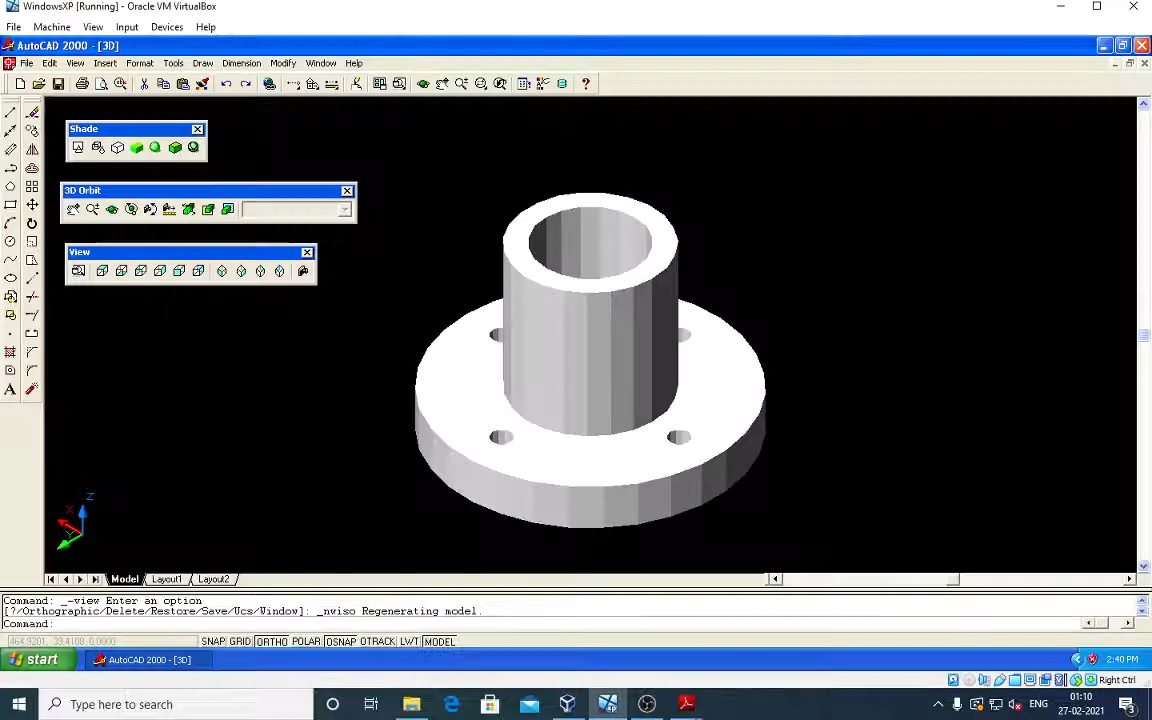 WindowsXP [Running] - Oracle VM VirtualBox
File Machine View Input Devices Help
AutoCAD 2000 - [3D]
File Edit View Insert Format Tools Draw Dimension Modify Window Help
Shade
3D Orbit
View
X
Z
Y
Model Layout1 Layout2
Command: _-view Enter an option
[?/Orthographic/Delete/Restore/Save/Ucs/Window]: _nwiso Regenerating model.
Command:
SNAP GRID ORTHO POLAR OSNAP OTRACK LWT MODEL
start AutoCAD 2000 - [3D] 2:40 PM
Right Ctrl
Type here to search ENG 01:10
27-02-2021